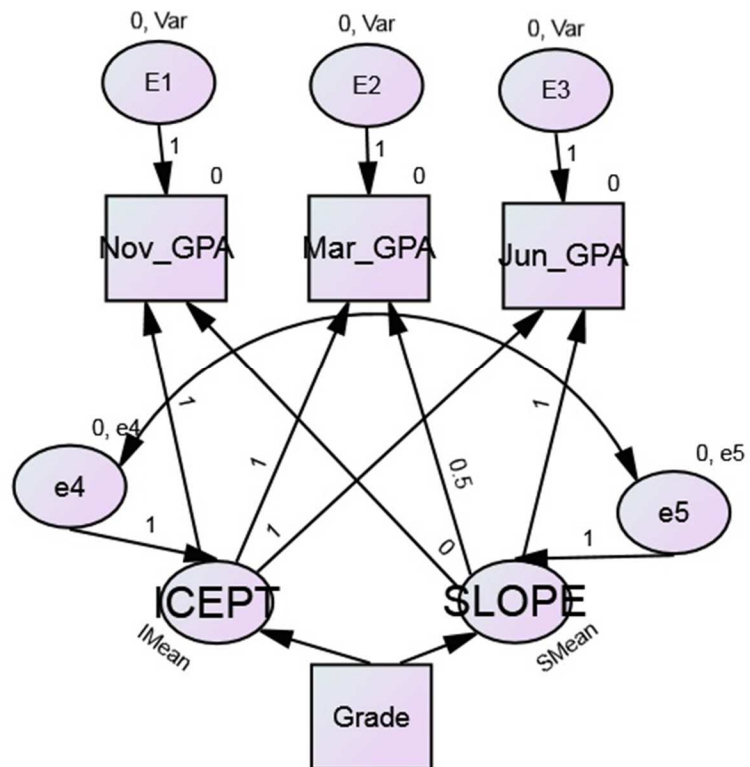 0, Var
0, Var
0, Var
E1
E2
E3
1
1
1
0
0
0
Nov_GPA
Mar_GPA
Jun_GPA
1
1
0, e4
1
0.5
0, e5
e4
e5
1
1
0
1
ICEPT
SLOPE
IMean
SMean
Grade